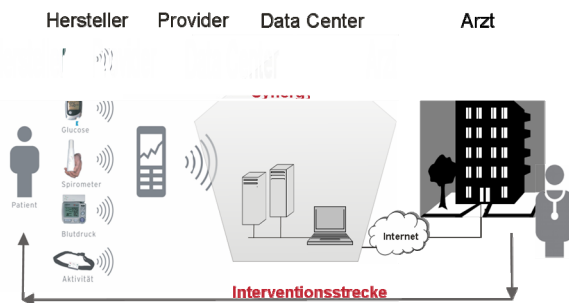 Hersteller Provider Data Center Arzt
Glucose
Spirometer
Patient
Blutdruck
Internet
Aktivität
Interventionsstrecke